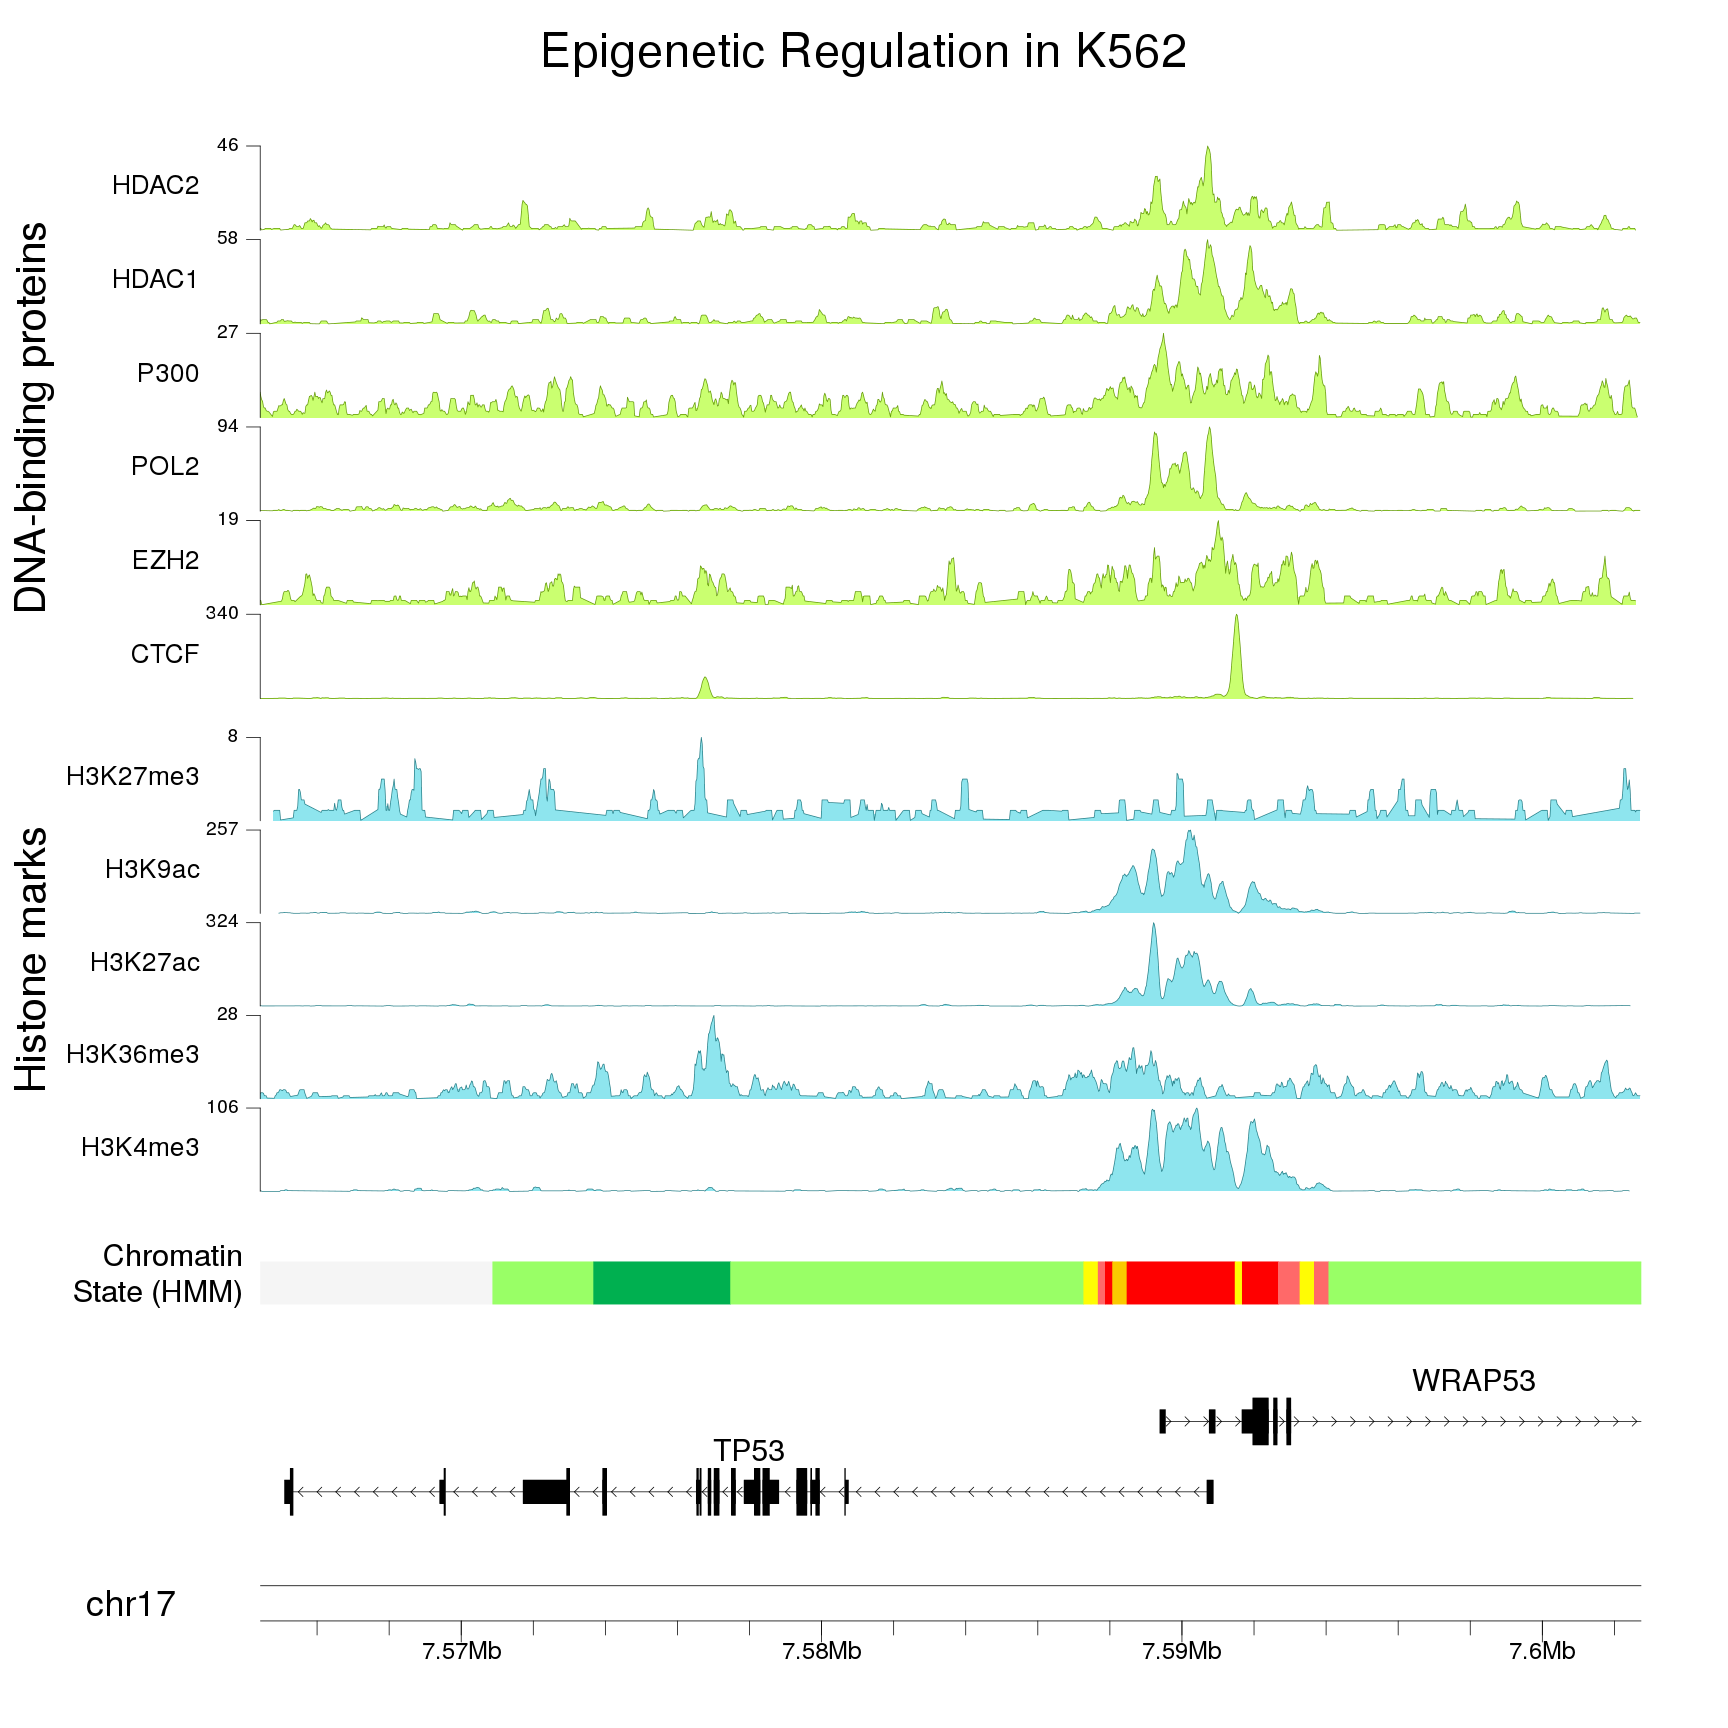 Epigenetic Regulation in K562
DNA-binding proteins
46
HDAC2
58
HDAC1
27
P300
94
POL2
19
EZH2
340
CTCF
Histone marks
8
H3K27me3
257
H3K9ac
324
H3K27ac
28
H3K36me3
106
H3K4me3
Chromatin
State (HMM)
WRAP53
TP53
chr17
7.57Mb 7.58Mb 7.59Mb 7.6Mb